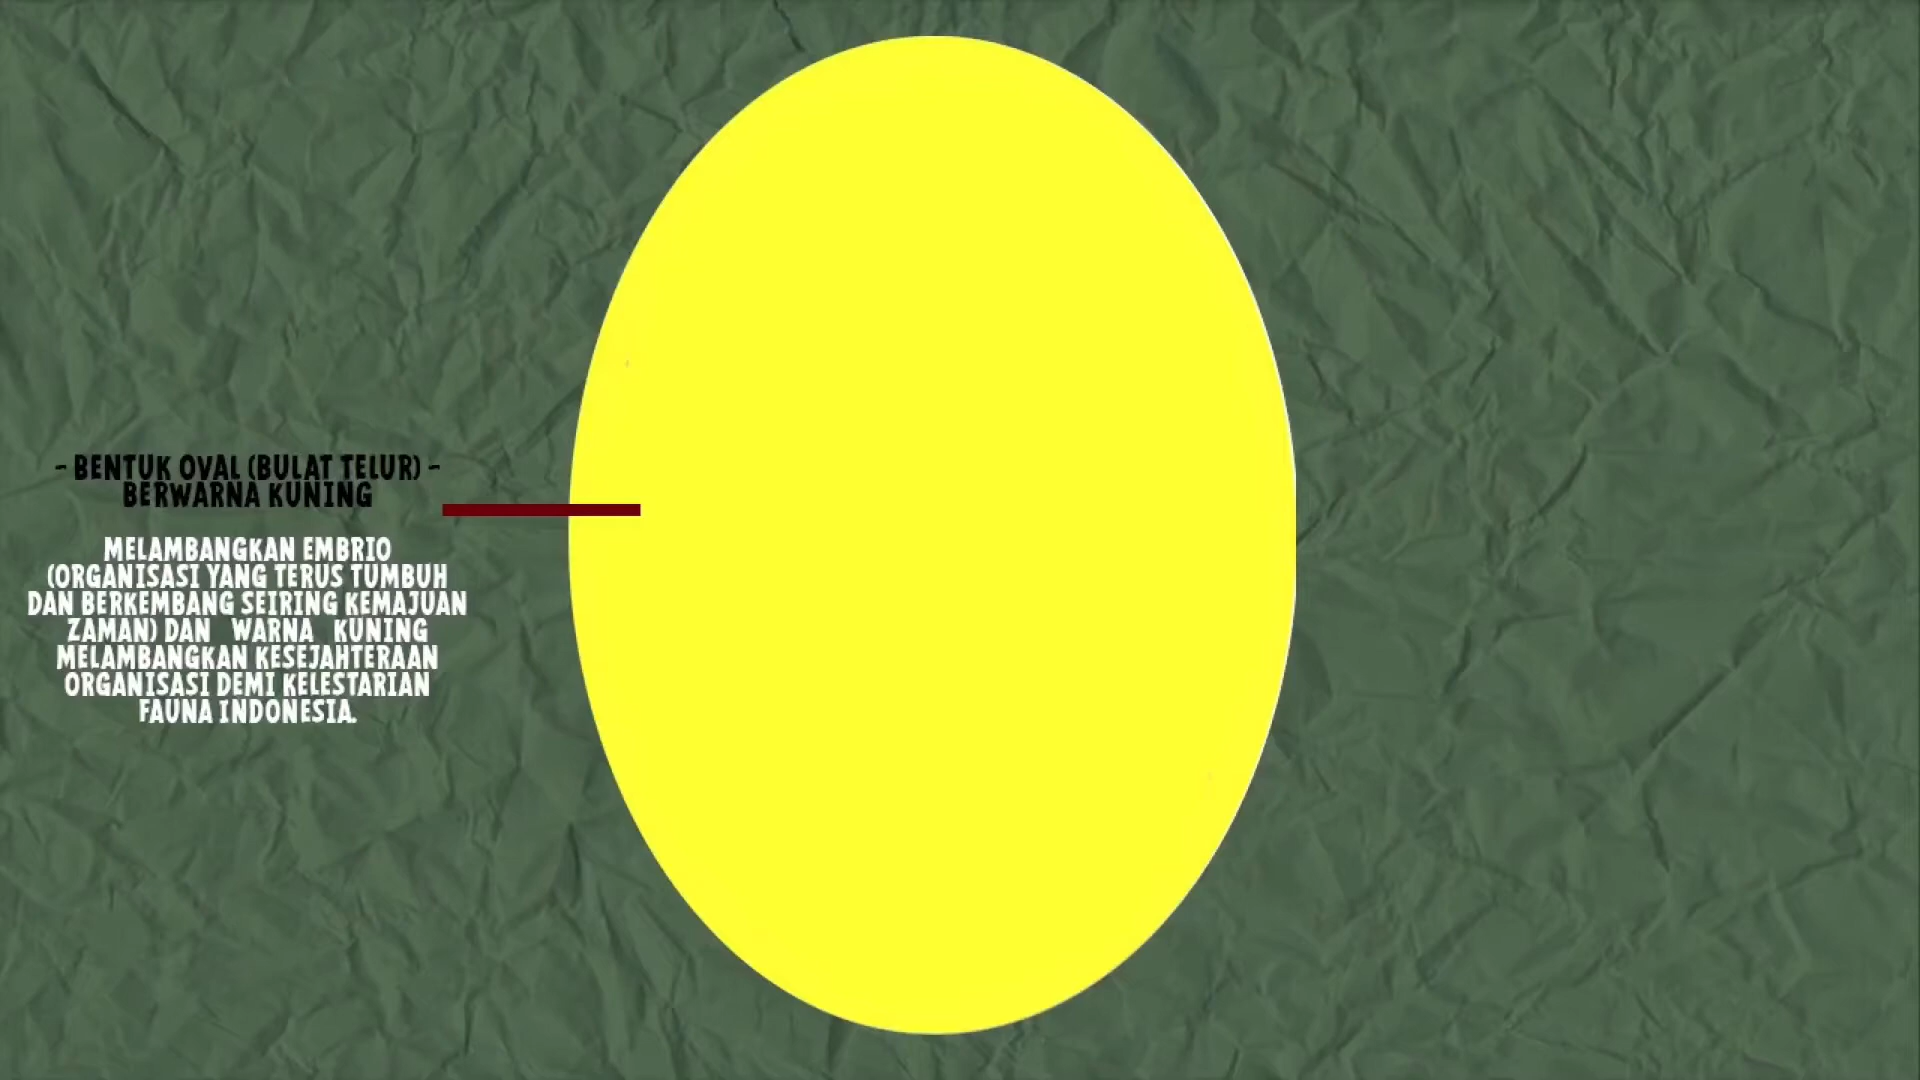 - BENTUK OVAL (BULAT TELUR) -
BERWARNA KUNING
MELAMBANGKAN EMBRIO
(ORGANISASI YANG TERUS TUMBUH
DAN BERKEMBANG SEIRING KEMAJUAN
ZAMAN) DAN WARNA KUNING
MELAMBANGKAN KESEJAHTERAAN
ORGANISASI DEMI KELESTARIAN
FAUNA INDONESIA.